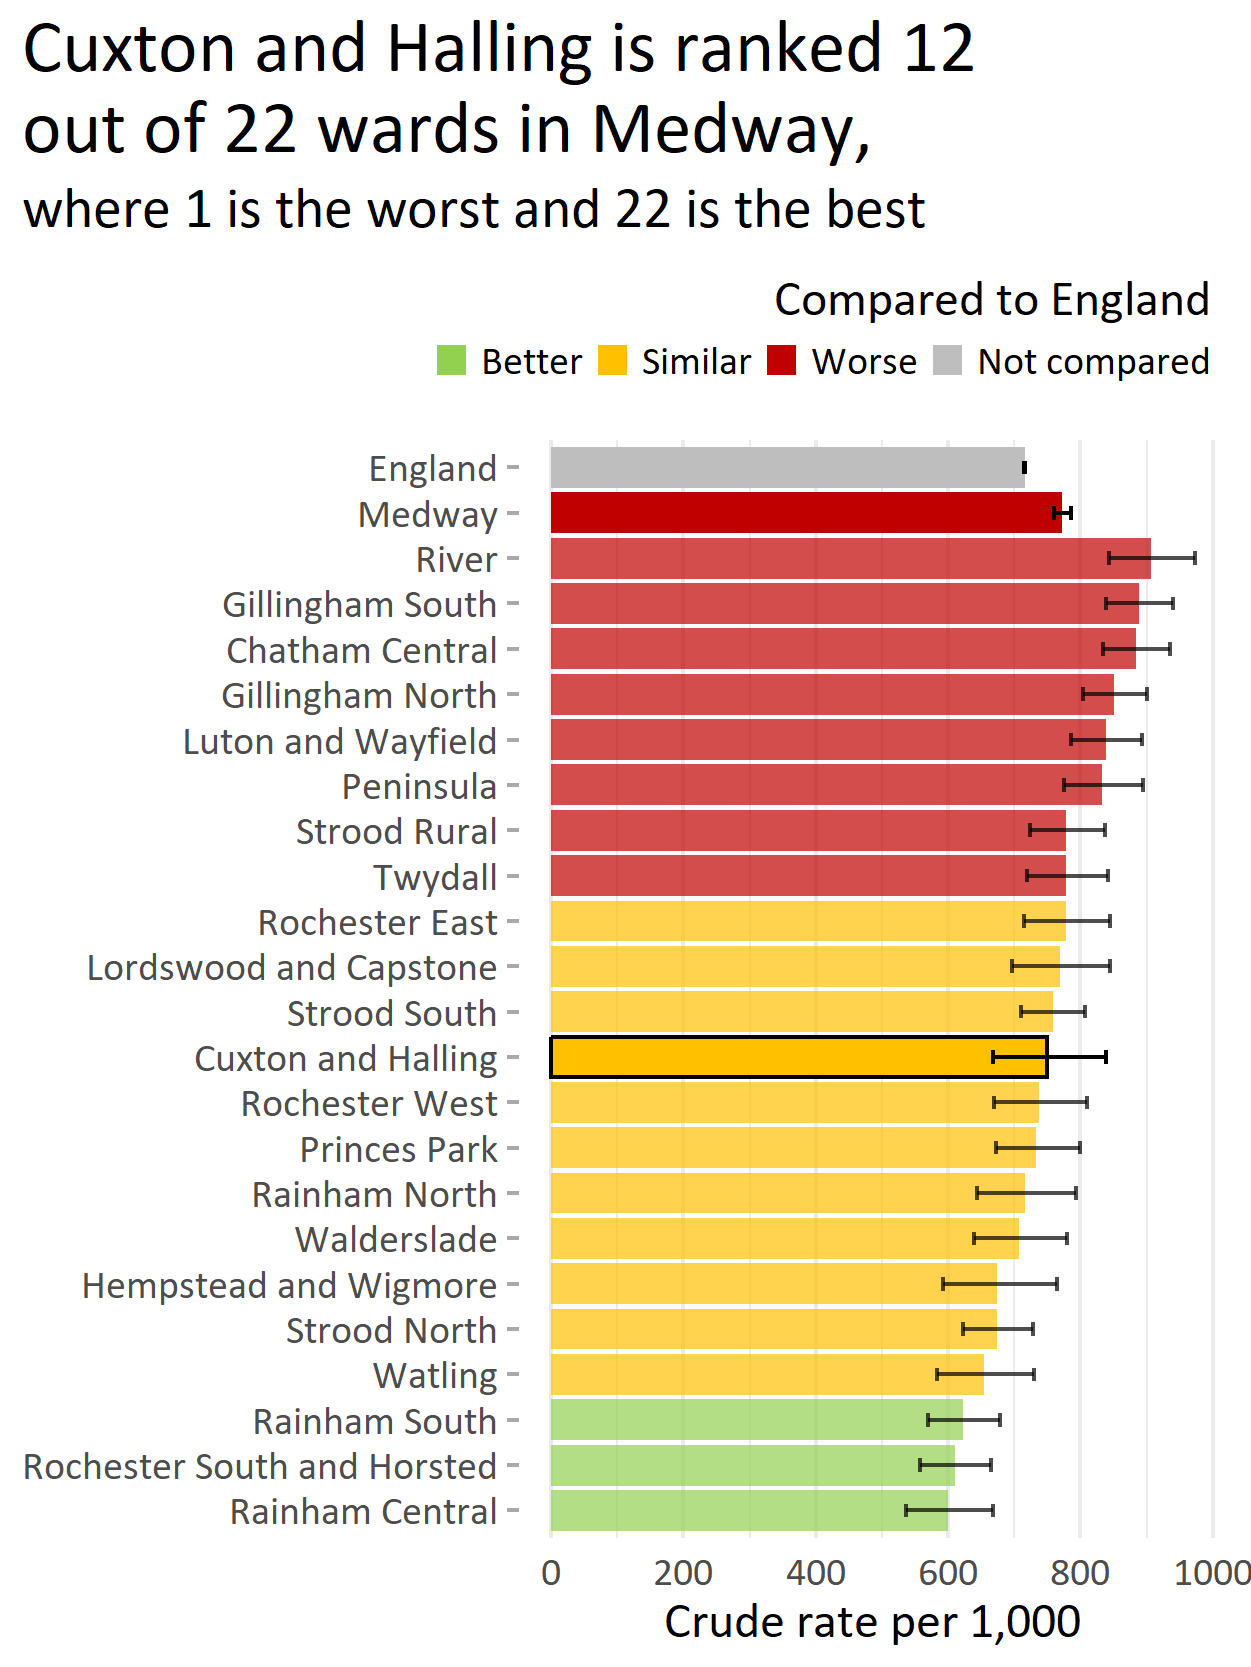 Cuxton and Halling is ranked 12
out of 22 wards in Medway,
where 1 is the worst and 22 is the best
Compared to England
Better Similar Worse Not compared
England
Medway
River
Gillingham South
Chatham Central
Gillingham North
Luton and Wayfield
Peninsula
Strood Rural
Twydall
Rochester East
Lordswood and Capstone
Strood South
Cuxton and Halling
Rochester West
Princes Park
Rainham North
Walderslade
Hempstead and Wigmore
Strood North
Watling
Rainham South
Rochester South and Horsted
Rainham Central
0 200 400 600 800 1000
Crude rate per 1,000